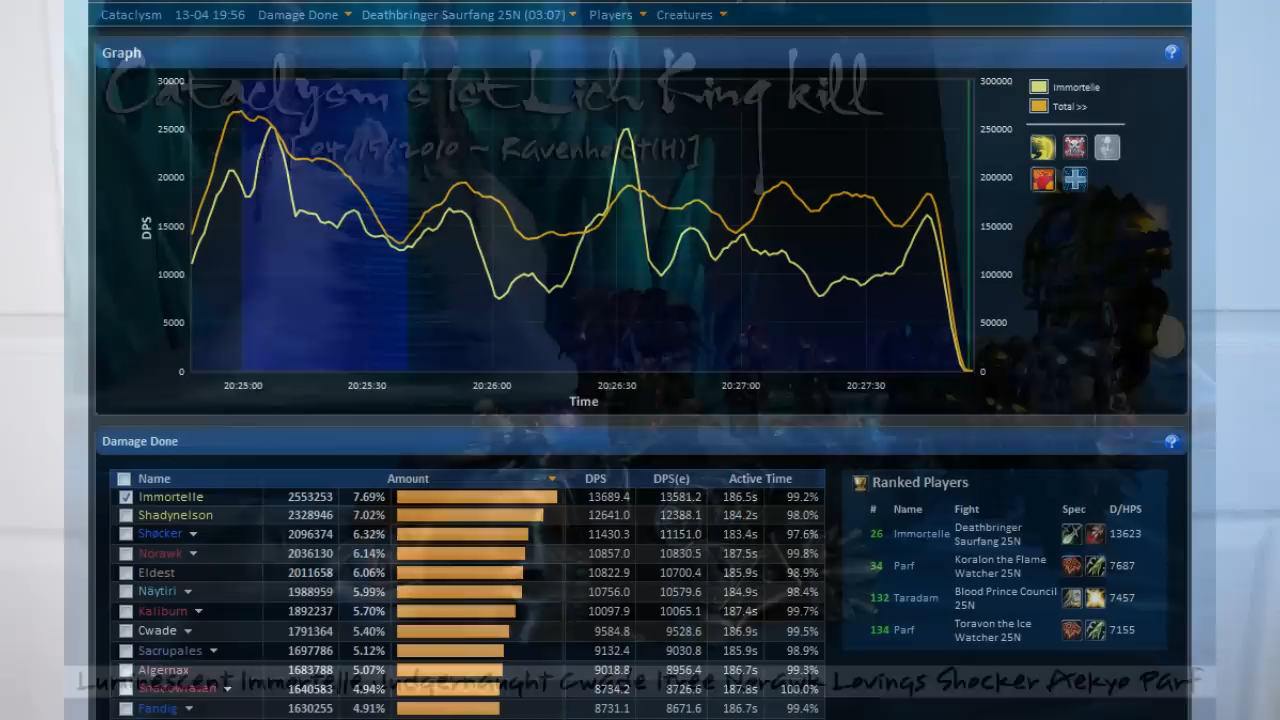 Cataclysm 13-04 19:56 Damage Done Deathbringer Saurfang 25N (03:07) Players Creatures
Graph
Cataclysm's 1st Lich King kill
Ravenholdt(H)]
30000
25000
20000
15000
10000
5000
0
DPS
300000
250000
200000
150000
100000
50000
0
20:25:00 20:25:30 20:26:00 20:26:30 20:27:00 20:27:30
Time
Immortelle
Total >>
Damage Done
Name Amount DPS DPS(e) Active Time
Immortelle 2553253 7.69% 13689.4 13581.2 186.5s 99.2%
Shadynelson 2328946 7.02% 12641.0 12388.1 184.2s 98.0%
Shøcker 2096374 6.32% 11430.3 11151.0 183.4s 97.6%
Norawk 2036130 6.14% 10857.0 10830.5 187.5s 99.8%
Eldest 2011658 6.06% 10822.9 10700.4 185.9s 98.9%
Näytiri 1988959 5.99% 10756.0 10579.6 184.9s 98.4%
Kaliburn 1892237 5.70% 10097.9 10065.1 187.4s 99.7%
Cwade 1791364 5.40% 9584.8 9528.6 186.9s 99.5%
Sacrupales 1697786 5.12% 9132.4 9030.8 185.9s 98.9%
Algernax 1683788 5.07% 9018.8 8956.4 186.7s 99.3%
1640583 4.94% 8734.2 8726.6 187.8s 100.0%
Fandig 1630255 4.91% 8731.1 8671.6 186.7s 99.4%
Ranked Players
# Name Fight Spec D/HPS
26 Immortelle Deathbringer Saurfang 25N 13623
34 Parf Koralon the Flame Watcher 25N 7687
132 Taradam Blood Prince Council 25N 7457
134 Parf Toravon the Ice Watcher 25N 7155
Luminescent Immortelle Judgernaught Cwade Norawk Lovings Shocker Aekyo Parf